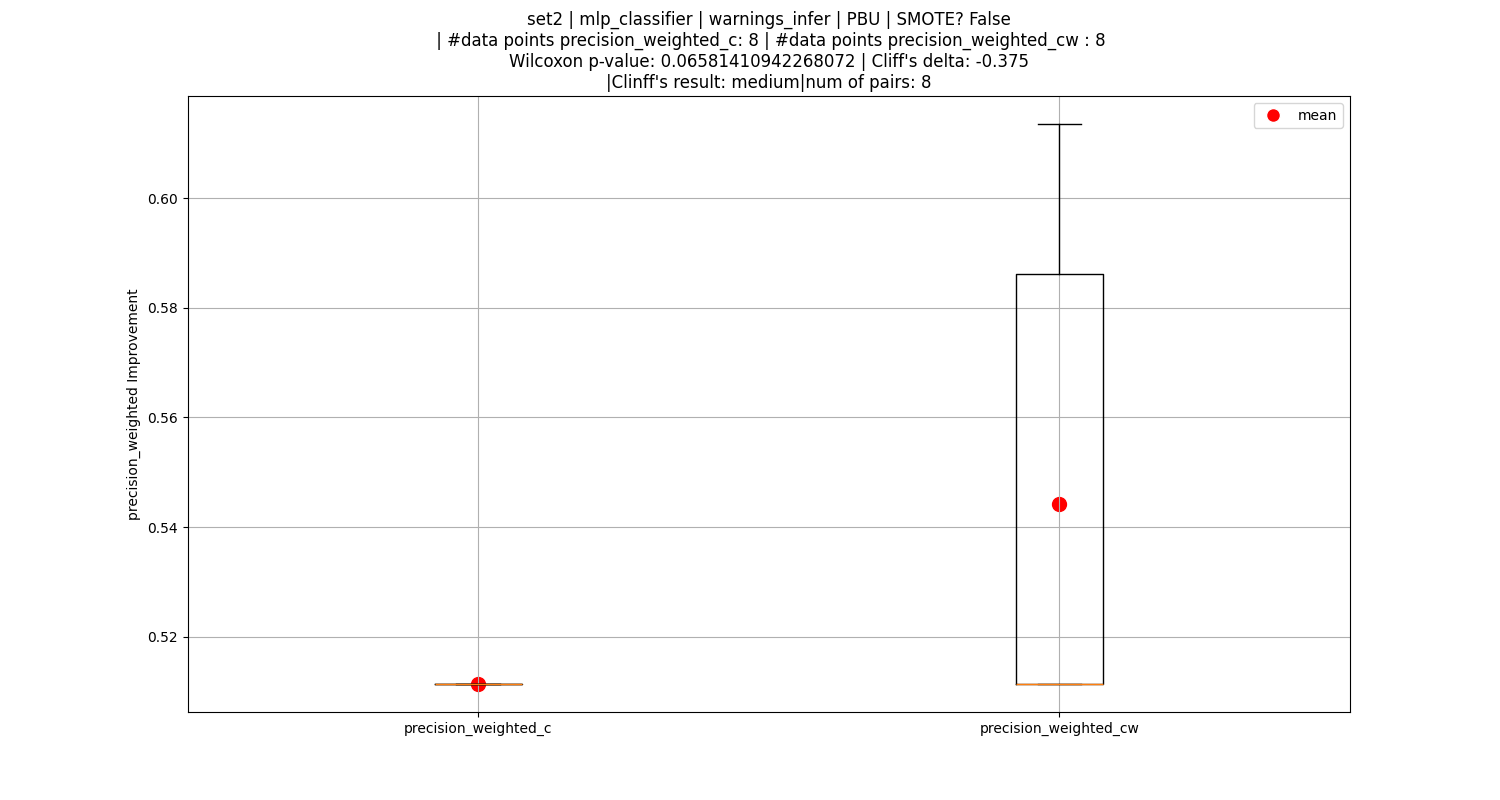 set2 | mlp_classifier | warnings_infer | PBU | SMOTE? False
| #data points precision_weighted_c: 8 | #data points precision_weighted_cw : 8
Wilcoxon p-value: 0.06581410942268072 | Cliff's delta: -0.375
|Clinff's result: medium|num of pairs: 8
mean
precision_weighted Improvement
0.60
0.58
0.56
0.54
0.52
precision_weighted_c
precision_weighted_cw